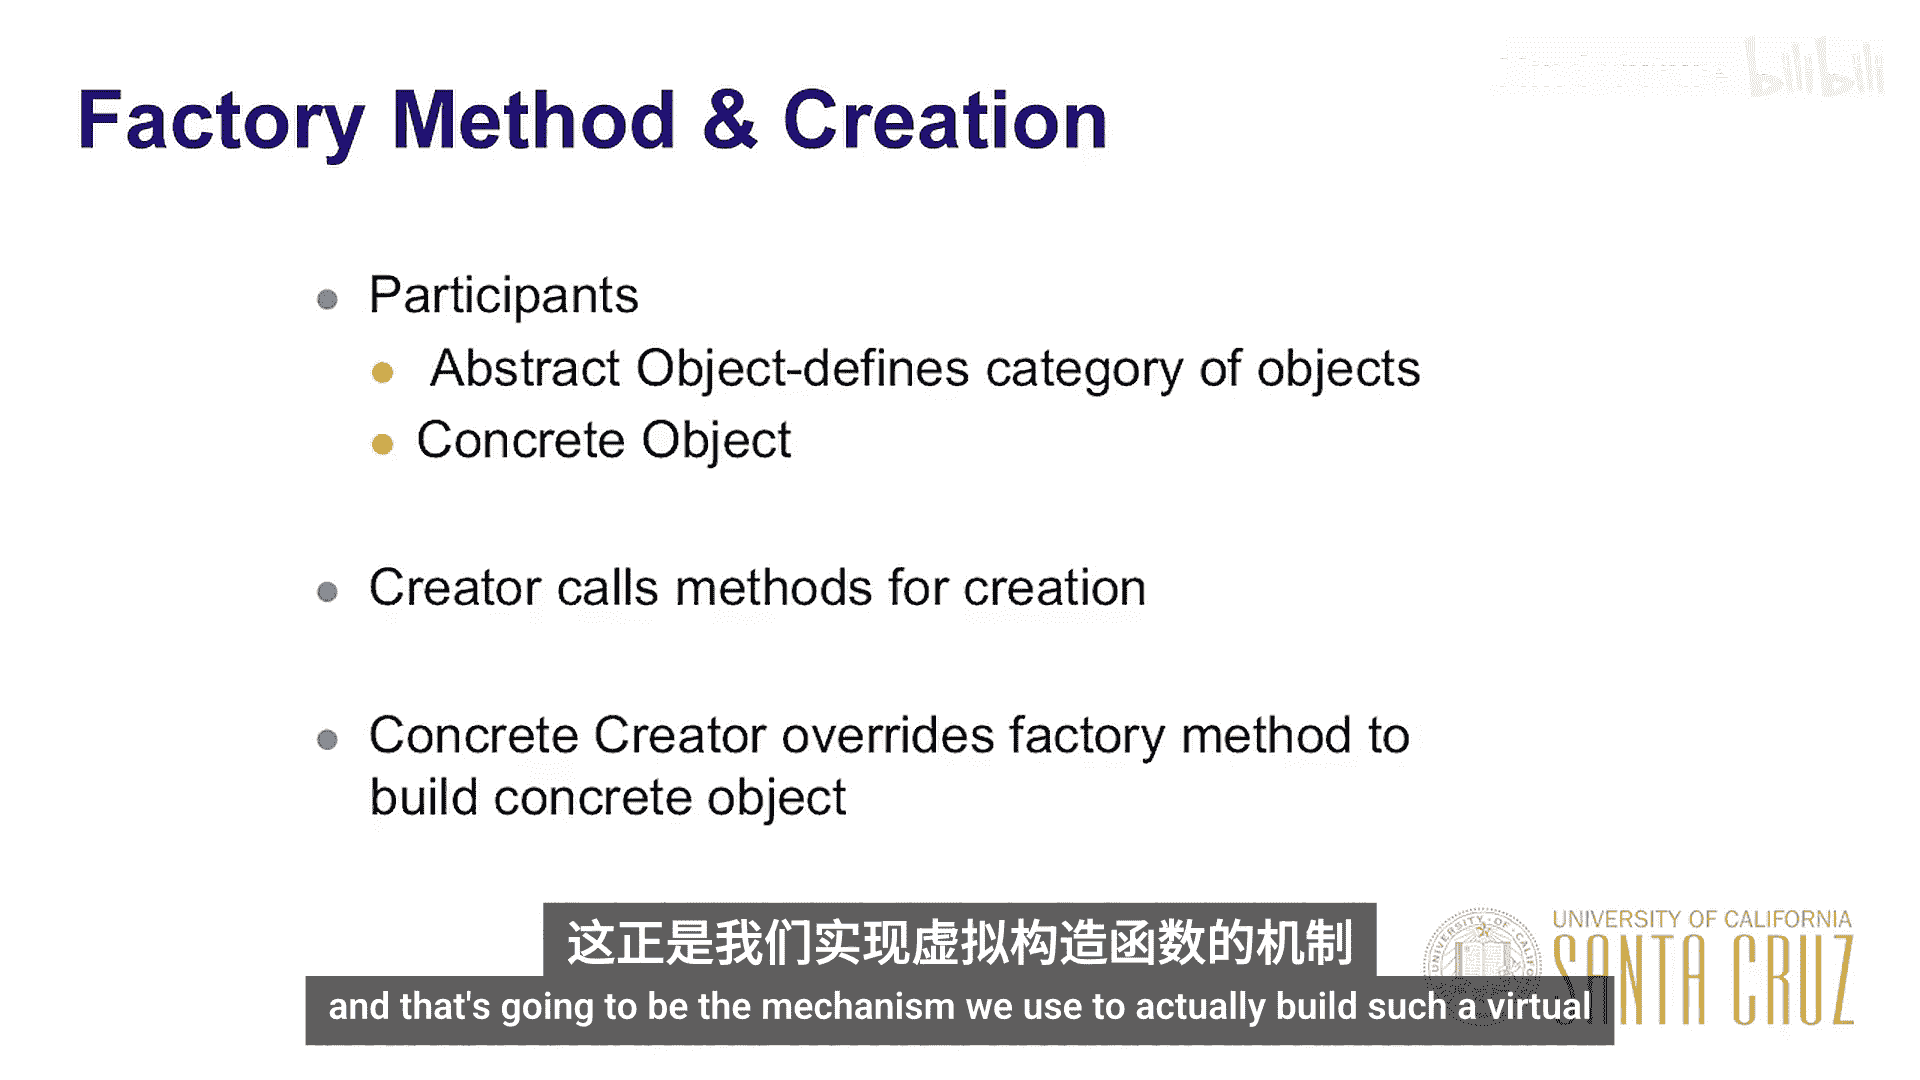 bilibili
Factory Method & Creation
Participants
Abstract Object-defines category of objects
Concrete Object
Creator calls methods for creation
Concrete Creator overrides factory method to
build concrete object
这正是我们实现虚拟构造函数的机制
and that's going to be the mechanism we use to actually build such a virtual
UNIVERSITY OF CALIFORNIA
SANTA CRUZ